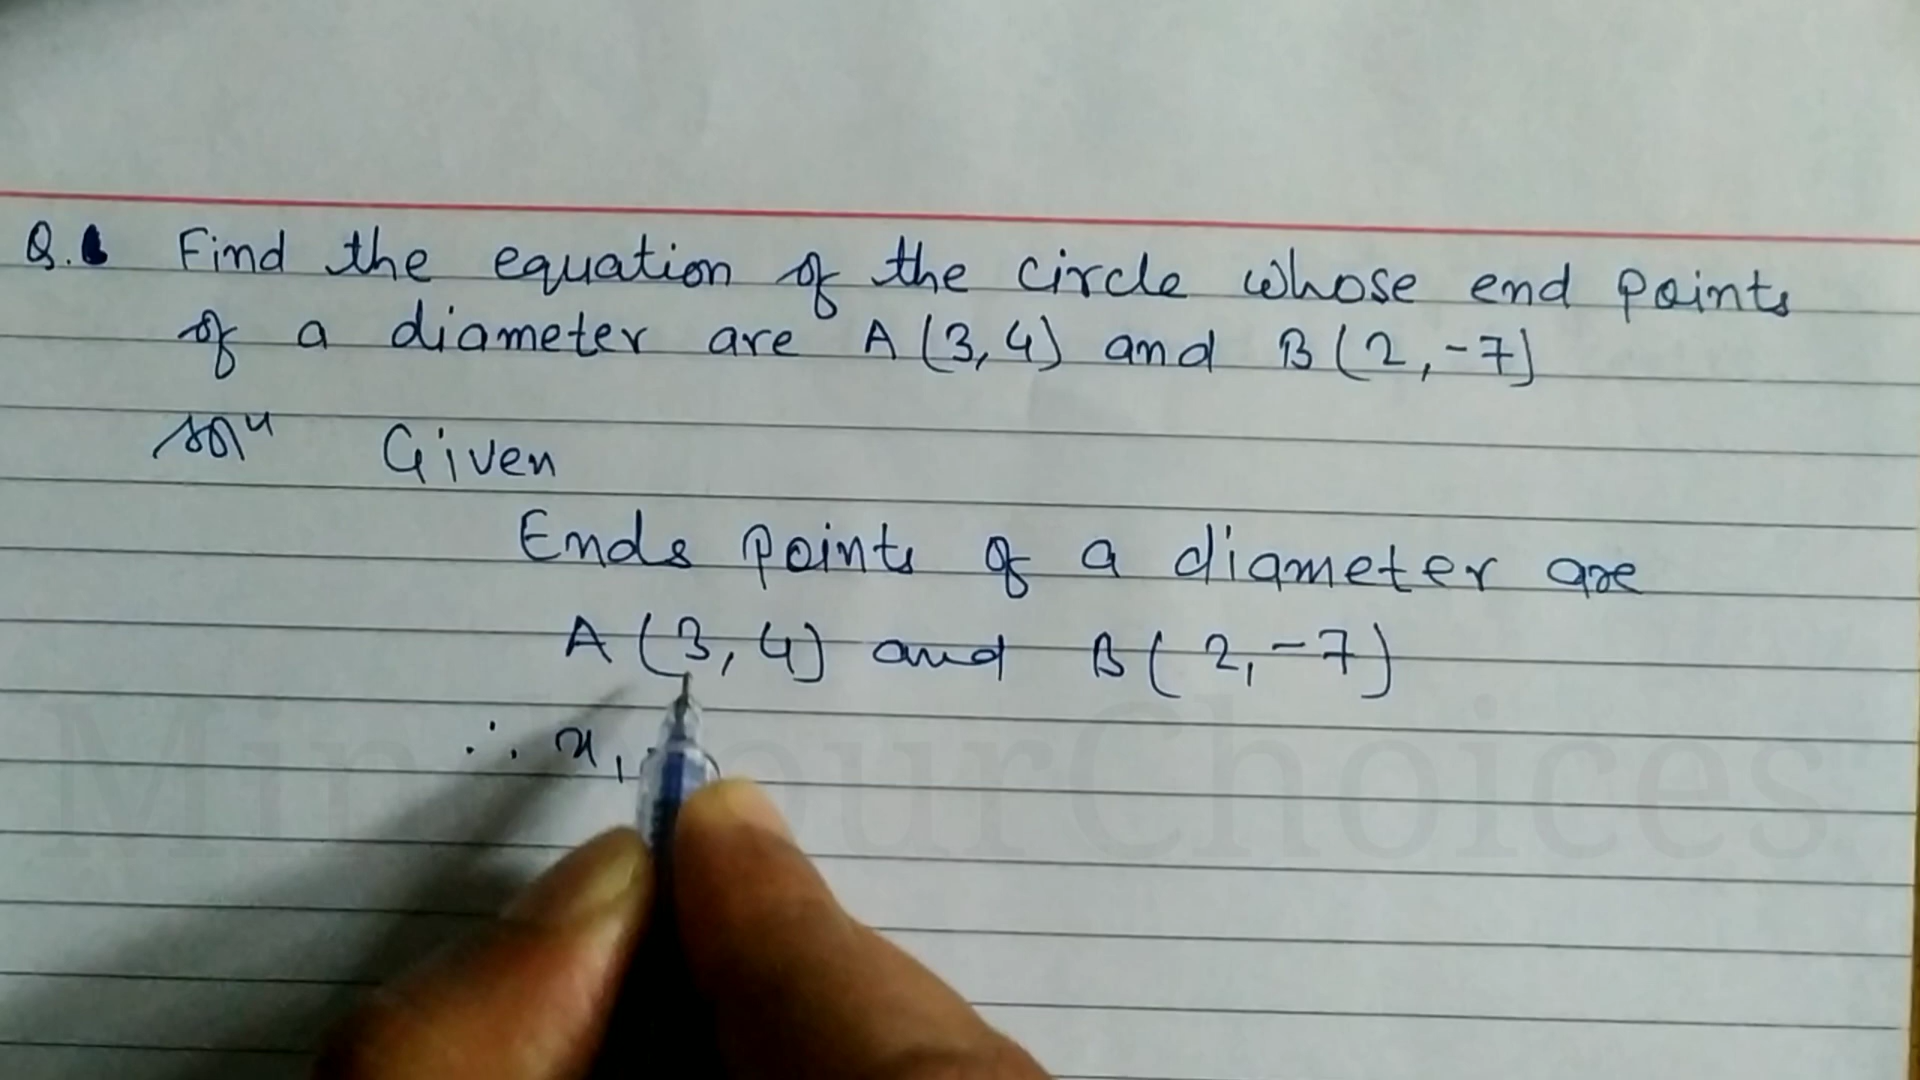 Q. Find the equation of the circle whose end points
of a diameter are A(3,4) and B(2,-7)
Solⁿ Given
Ends points of a diameter are
A(3,4) and B(2,-7)
∴ x₁
MindYourChoices